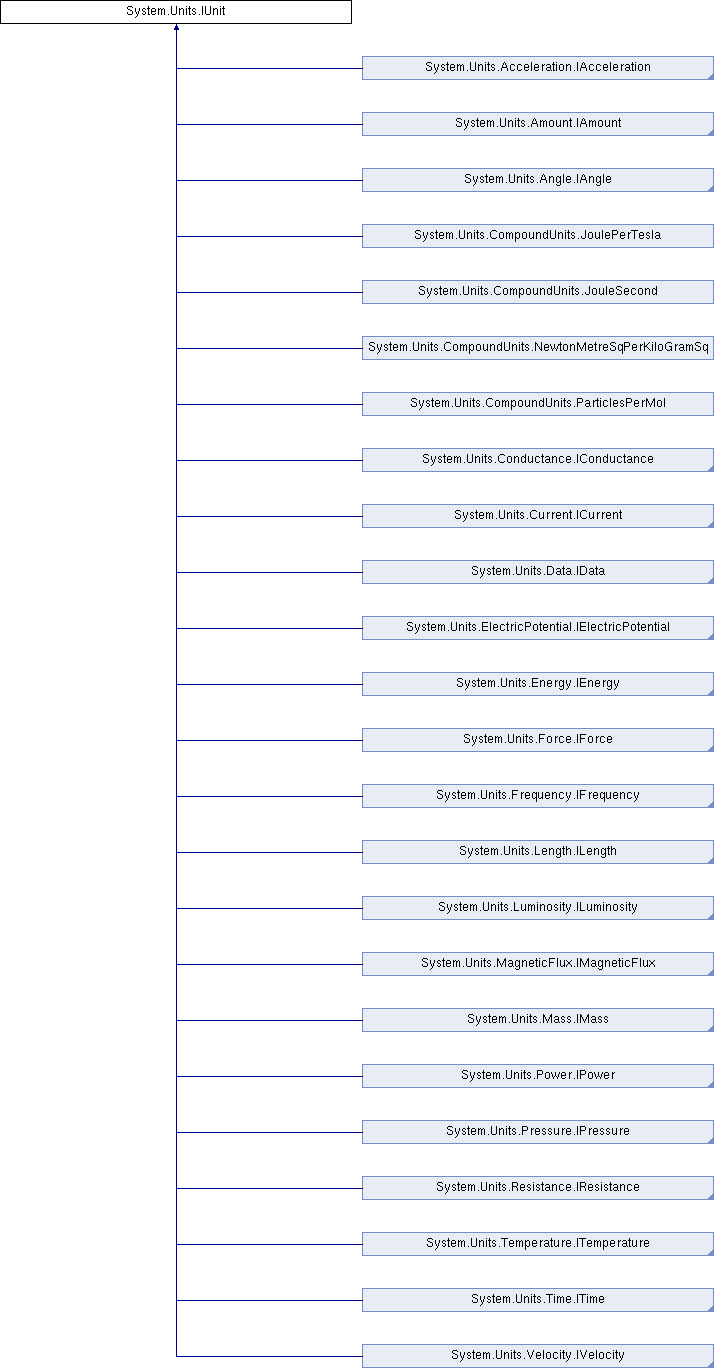 System.Units.IUnit
System.Units.Acceleration.IAcceleration
System.Units.Amount.IAmount
System.Units.Angle.IAngle
System.Units.CompoundUnits.JoulePerTesla
System.Units.CompoundUnits.JouleSecond
System.Units.CompoundUnits.NewtonMetreSqPerKiloGramSq
System.Units.CompoundUnits.ParticlesPerMol
System.Units.Conductance.IConductance
System.Units.Current.ICurrent
System.Units.Data.IData
System.Units.ElectricPotential.IElectricPotential
System.Units.Energy.IEnergy
System.Units.Force.IForce
System.Units.Frequency.IFrequency
System.Units.Length.ILength
System.Units.Luminosity.ILuminosity
System.Units.MagneticFlux.IMagneticFlux
System.Units.Mass.IMass
System.Units.Power.IPower
System.Units.Pressure.IPressure
System.Units.Resistance.IResistance
System.Units.Temperature.ITemperature
System.Units.Time.ITime
System.Units.Velocity.IVelocity